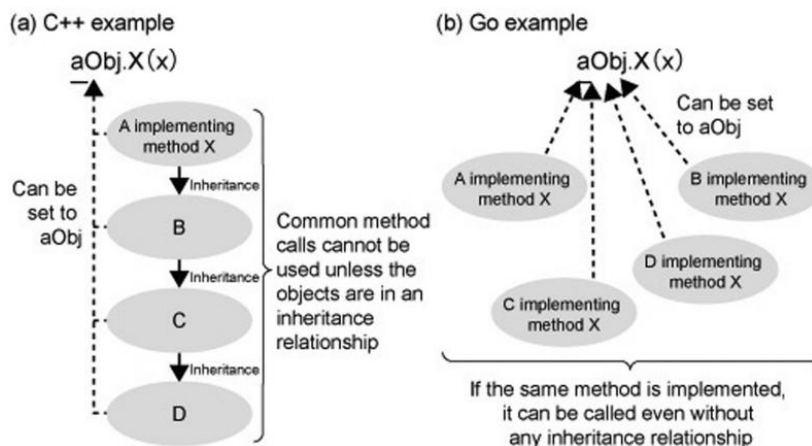 (a) C++ example
aObj.X(x)
A implementing
method X
Inheritance
Can be
set to
aObj
B
Inheritance
C
Inheritance
D
Common method
calls cannot be
used unless the
objects are in an
inheritance
relationship
(b) Go example
aObj.X(x)
Can be set
to aObj
A implementing
method X
B implementing
method X
D implementing
method X
C implementing
method X
If the same method is implemented,
it can be called even without
any inheritance relationship